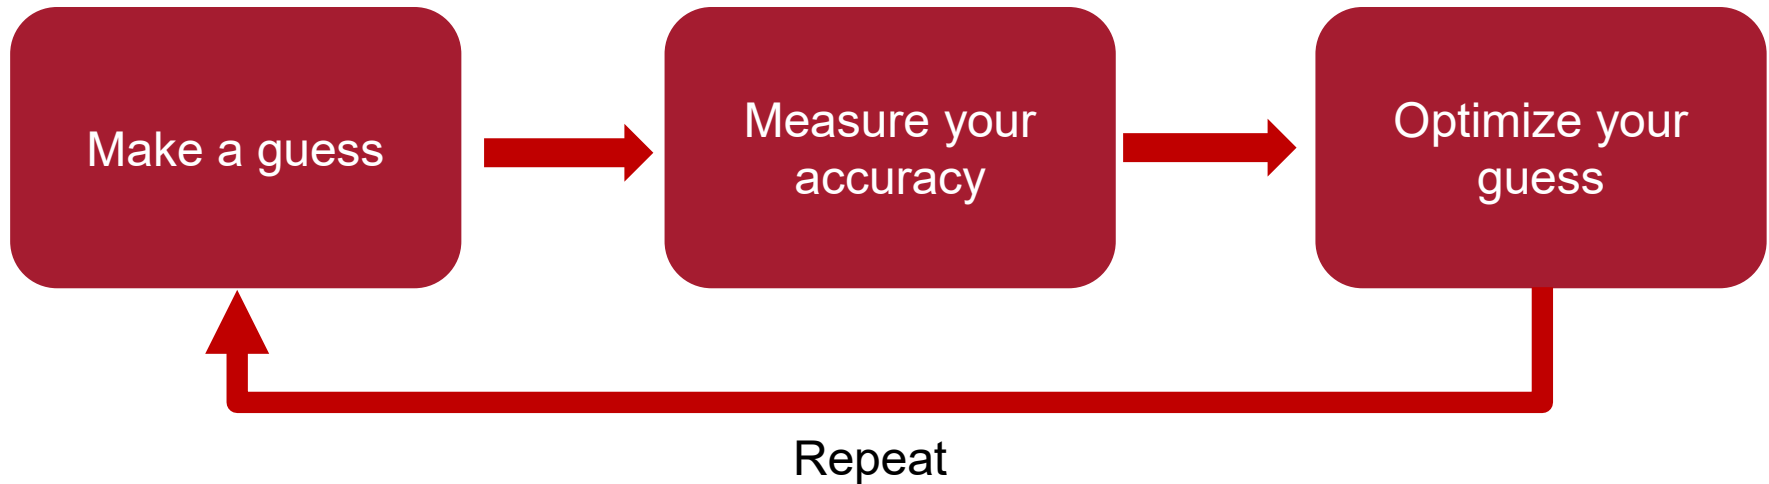 Make a guess
Measure your
accuracy
Optimize your
guess
Repeat